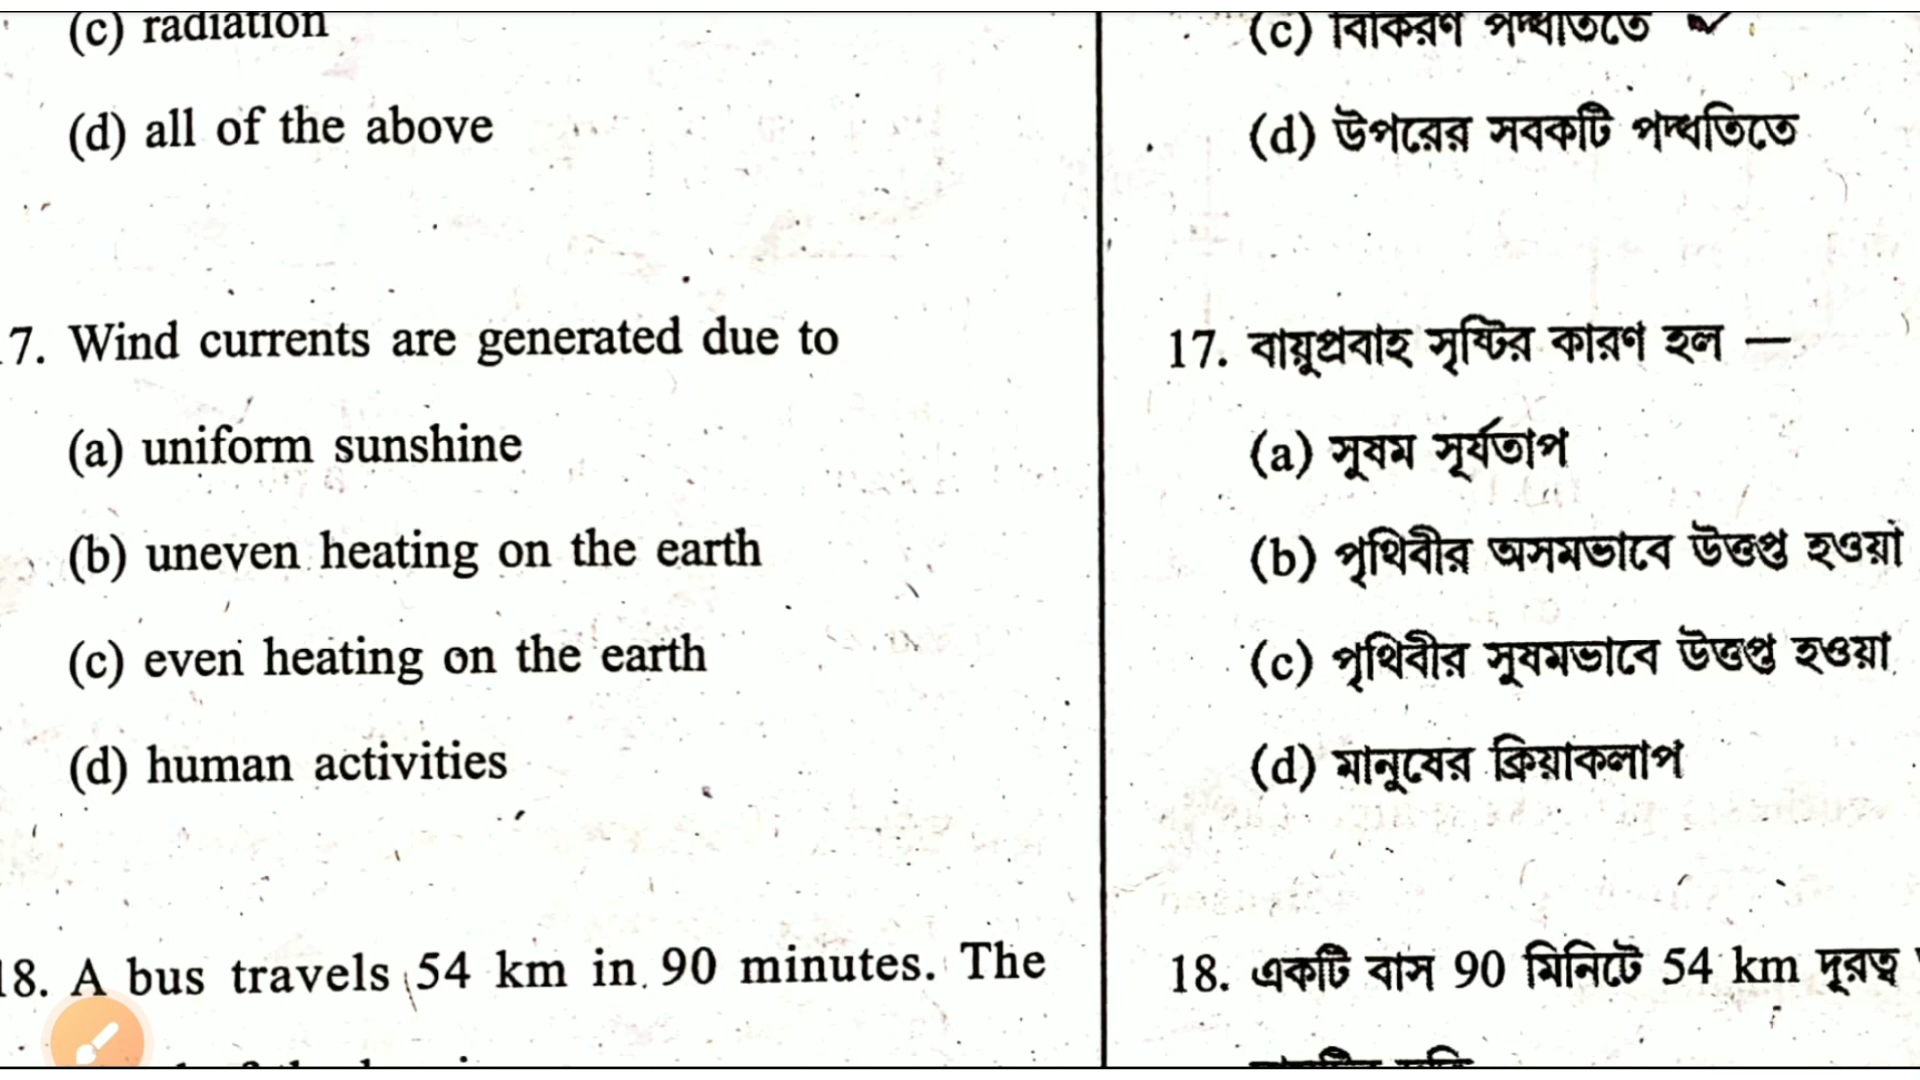 (c) radiation
(d) all of the above
7. Wind currents are generated due to
(a) uniform sunshine
(b) uneven heating on the earth
(c) even heating on the earth
(d) human activities
18. A bus travels 54 km in 90 minutes. The
(c) বিকিরণ পদ্ধতিতে
(d) উপরের সবকটি পদ্ধতিতে
17. বায়ুপ্রবাহ সৃষ্টির কারণ হল —
(a) সুষম সূর্যতাপ
(b) পৃথিবীর অসমভাবে উত্তপ্ত হওয়া
(c) পৃথিবীর সুষমভাবে উত্তপ্ত হওয়া
(d) মানুষের ক্রিয়াকলাপ
18. একটি বাস 90 মিনিটে 54 km দূরত্ব